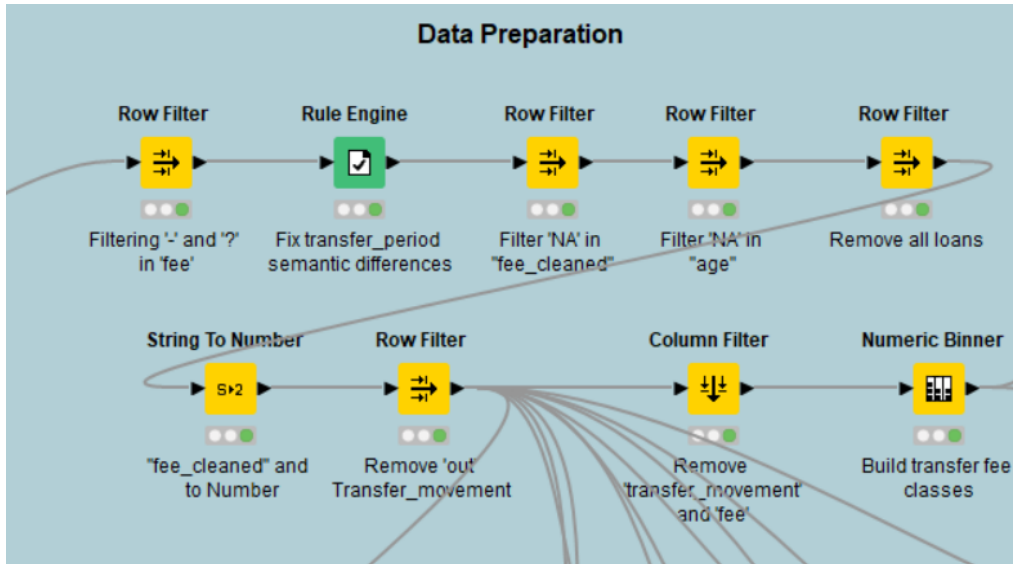 Data Preparation
Row Filter
Rule Engine
Row Filter
Row Filter
Row Filter
Filtering '-' and '?'
in 'fee'
Fix transfer_period
semantic differences
Filter 'NA' in
"fee_cleaned"
Filter 'NA' in
"age"
Remove all loans
String To Number
Row Filter
Column Filter
Numeric Binner
S▸2
"fee_cleaned" and
to Number
Remove 'out'
Transfer_movement
Remove
'transfer_movement'
and 'fee'
Build transfer fee
classes